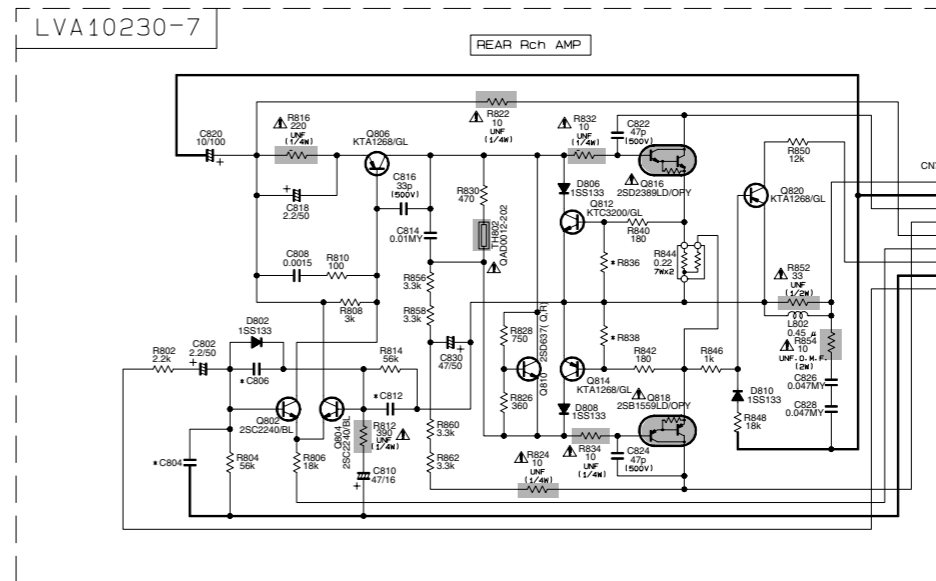 LVA10230-7
REAR Rch AMP
C820
10/100
+
R816
220
UNF
(1/4W)
Q806
KTA1268/GL
R822
10
UNF
(1/4W)
R832
10
UNF
(1/4W)
C822
47p
(500V)
R850
12k
CN
C818
2.2/50
+
C816
33p
(500V)
R830
470
D806
1SS133
Q816
2SD2389LD/OPY
Q820
KTA1268/GL
Q812
KTC3200/GL
C814
0.01MY
TH802
QAD0012-202
R840
180
C808
0.0015
R810
100
R856
3.3k
*R836
R844
0.22
7Wx2
R852
33
UNF
(1/2W)
R808
3k
R858
3.3k
L802
0.45 μ
D802
1SS133
R828
750
2SD637(Q,R)
Q810
*R838
R854
10
UNF.O.M.F.
(2W)
R802
2.2k
C802
2.2/50
+
*C806
R814
56k
C830
47/50
+
R842
180
R846
1k
C826
0.047MY
*C812
Q814
KTA1268/GL
Q818
2SB1559LD/OPY
D810
1SS133
R826
360
Q802
2SC2240/BL
Q804
2SC2240/BL
R812
390
UNF
(1/4W)
D808
1SS133
C828
0.047MY
R860
3.3k
R848
18k
*C804
R804
56k
R806
18k
C810
47/16
+
R862
3.3k
R824
10
UNF
(1/4W)
R834
10
UNF
(1/4W)
C824
47p
(500V)